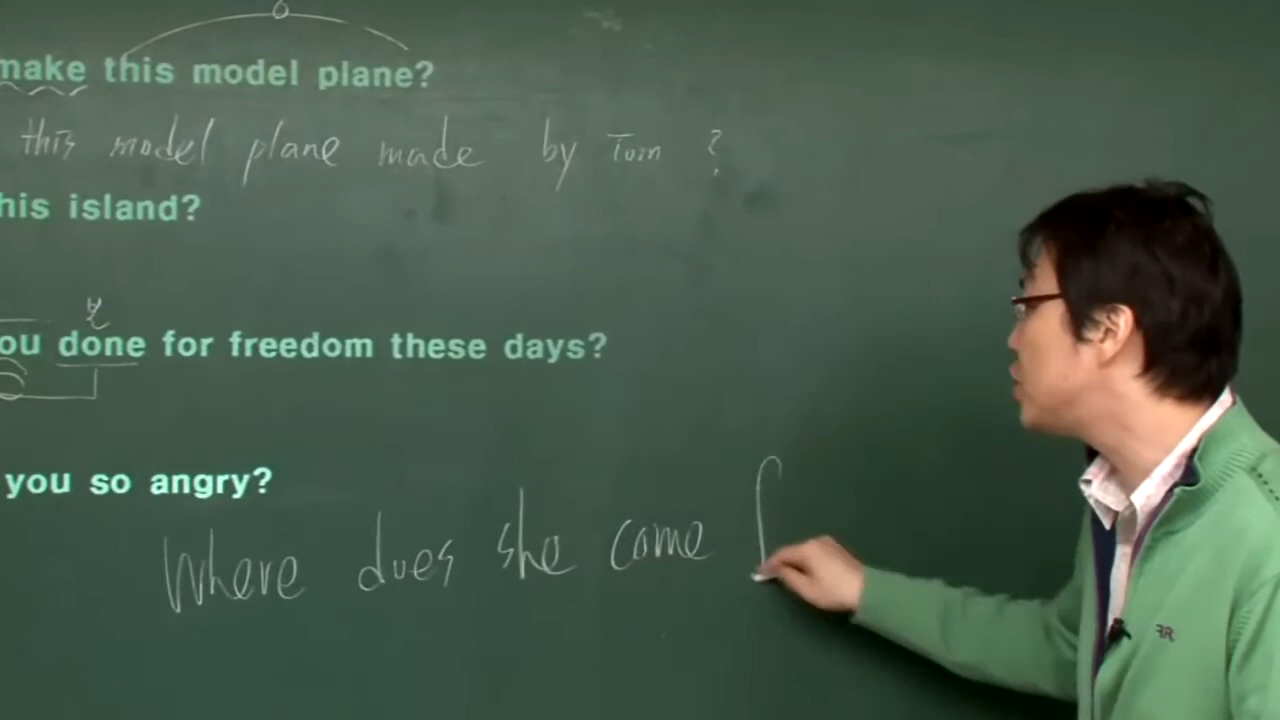 make this model plane?
this model plane made by Tom ?
his island?
ou done for freedom these days?
you so angry?
Where does she come f